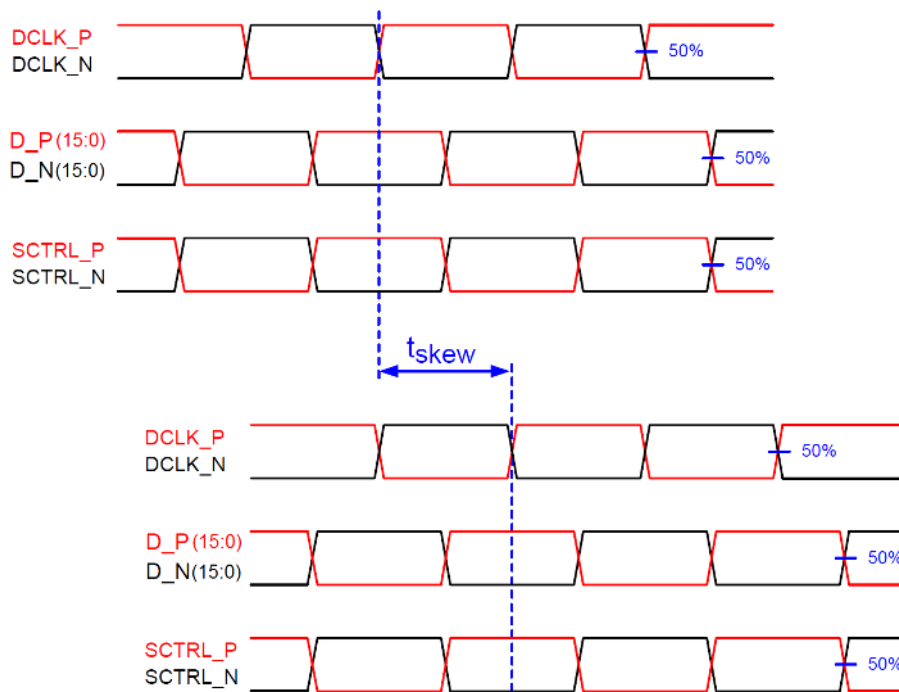 DCLK_P
DCLK_N
50%
D_P(15:0)
D_N(15:0)
50%
SCTRL_P
SCTRL_N
50%
tskew
DCLK_P
DCLK_N
50%
D_P(15:0)
D_N(15:0)
50%
SCTRL_P
SCTRL_N
50%